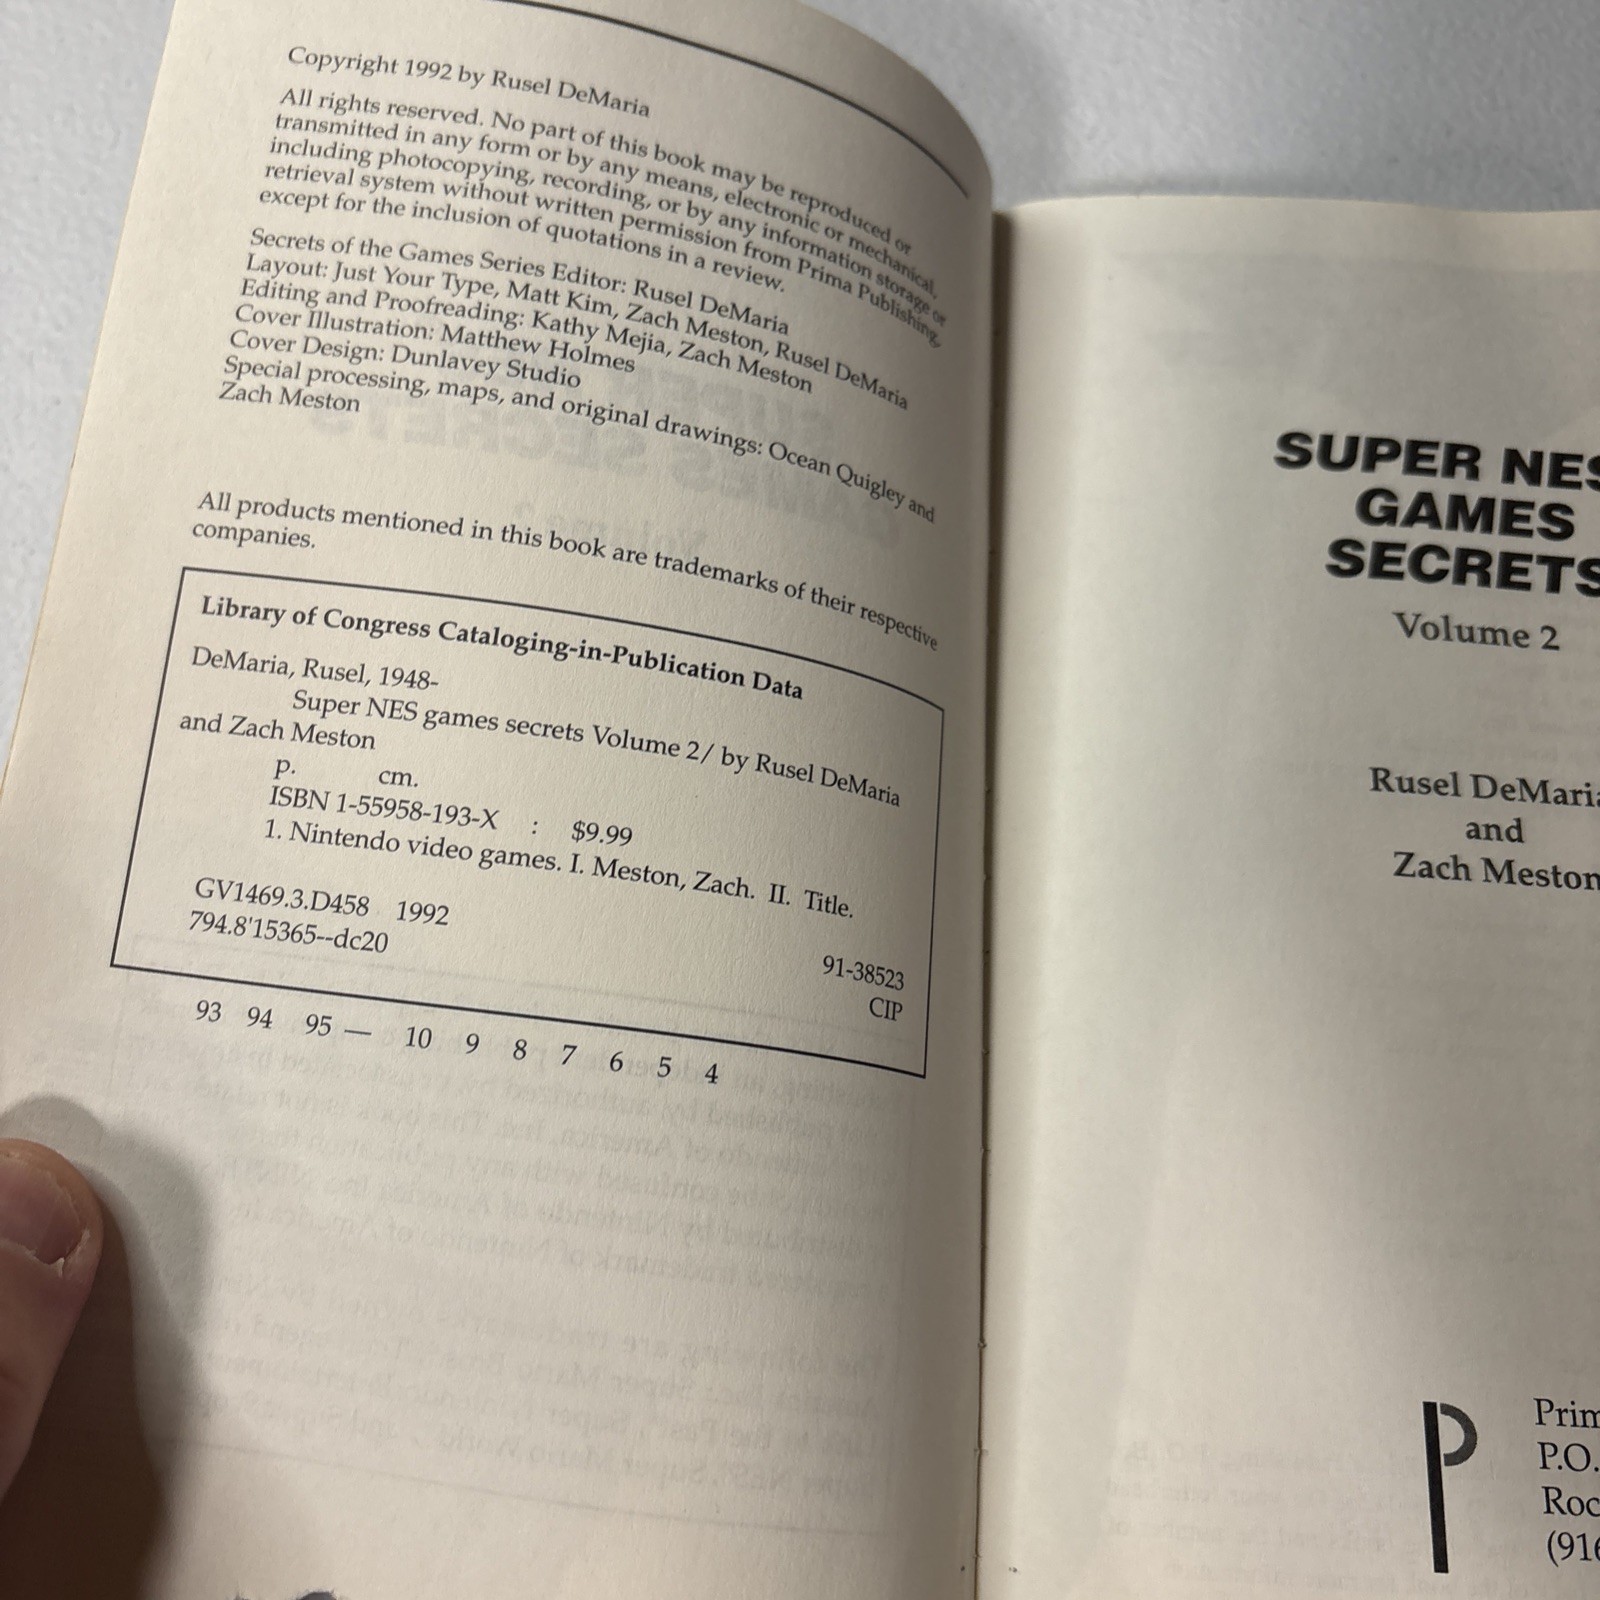 Copyright 1992 by Rusel DeMaria
All rights reserved. No part of this book may be reproduced or
transmitted in any form or by any means, electronic or mechanical,
including photocopying, recording, or by any information storage or
retrieval system without written permission from Prima Publishing,
except for the inclusion of quotations in a review.
Secrets of the Games Series Editor: Rusel DeMaria
Layout: Just Your Type, Matt Kim, Zach Meston, Rusel DeMaria
Editing and Proofreading: Kathy Mejia, Zach Meston
Cover Illustration: Matthew Holmes
Cover Design: Dunlavey Studio
Special processing, maps, and original drawings: Ocean Quigley and
Zach Meston
All products mentioned in this book are trademarks of their respective
companies.
Library of Congress Cataloging-in-Publication Data
DeMaria, Rusel, 1948-
Super NES games secrets Volume 2/ by Rusel DeMaria
and Zach Meston
p. cm.
ISBN 1-55958-193-X : $9.99
1. Nintendo video games. I. Meston, Zach. II. Title.
GV1469.3.D458 1992
794.8'15365--dc20
91-38523
CIP
93 94 95 — 10 9 8 7 6 5 4
SUPER NES
GAMES
SECRETS
Volume 2
Rusel DeMaria
and
Zach Meston
P
Prim
P.O.
Roc
(916